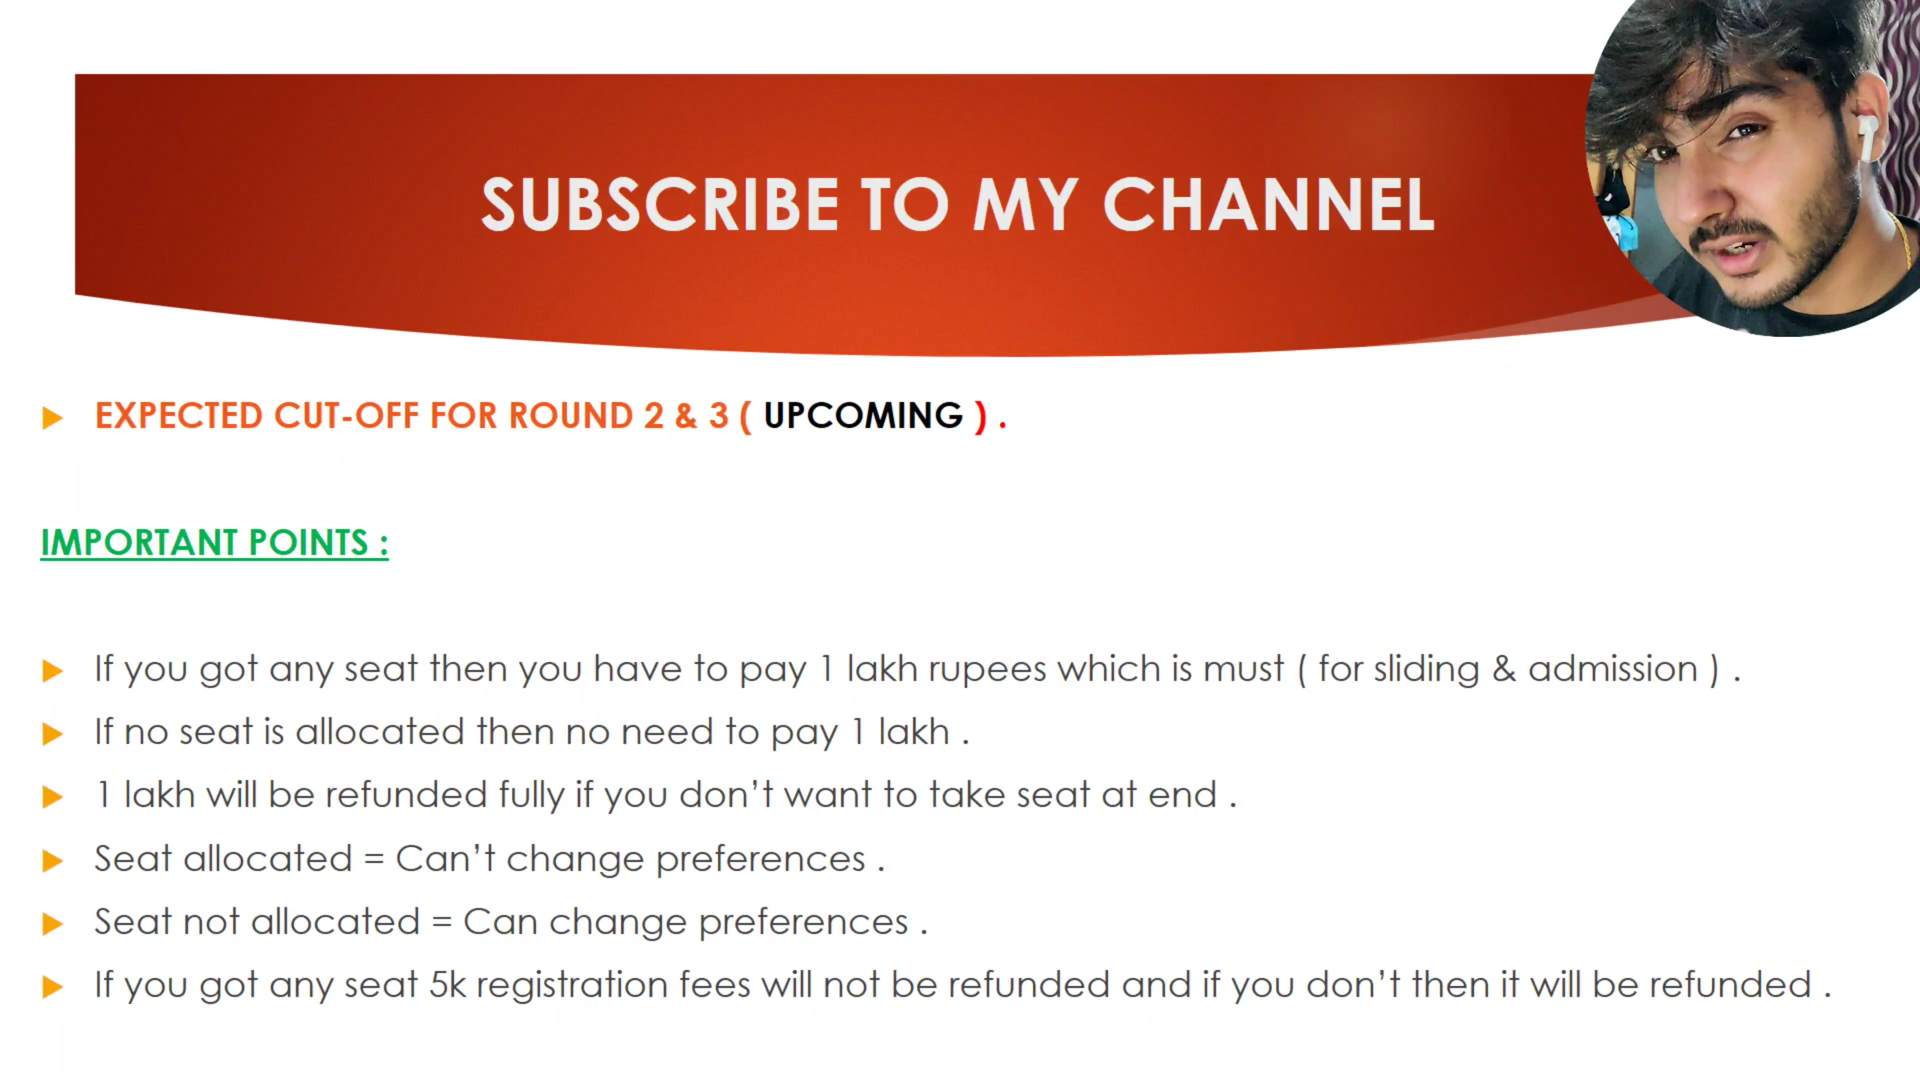 SUBSCRIBE TO MY CHANNEL
EXPECTED CUT-OFF FOR ROUND 2 & 3 ( UPCOMING ) .
IMPORTANT POINTS :
If you got any seat then you have to pay 1 lakh rupees which is must ( for sliding & admission ) .
If no seat is allocated then no need to pay 1 lakh .
1 lakh will be refunded fully if you don’t want to take seat at end .
Seat allocated = Can’t change preferences .
Seat not allocated = Can change preferences .
If you got any seat 5k registration fees will not be refunded and if you don’t then it will be refunded .